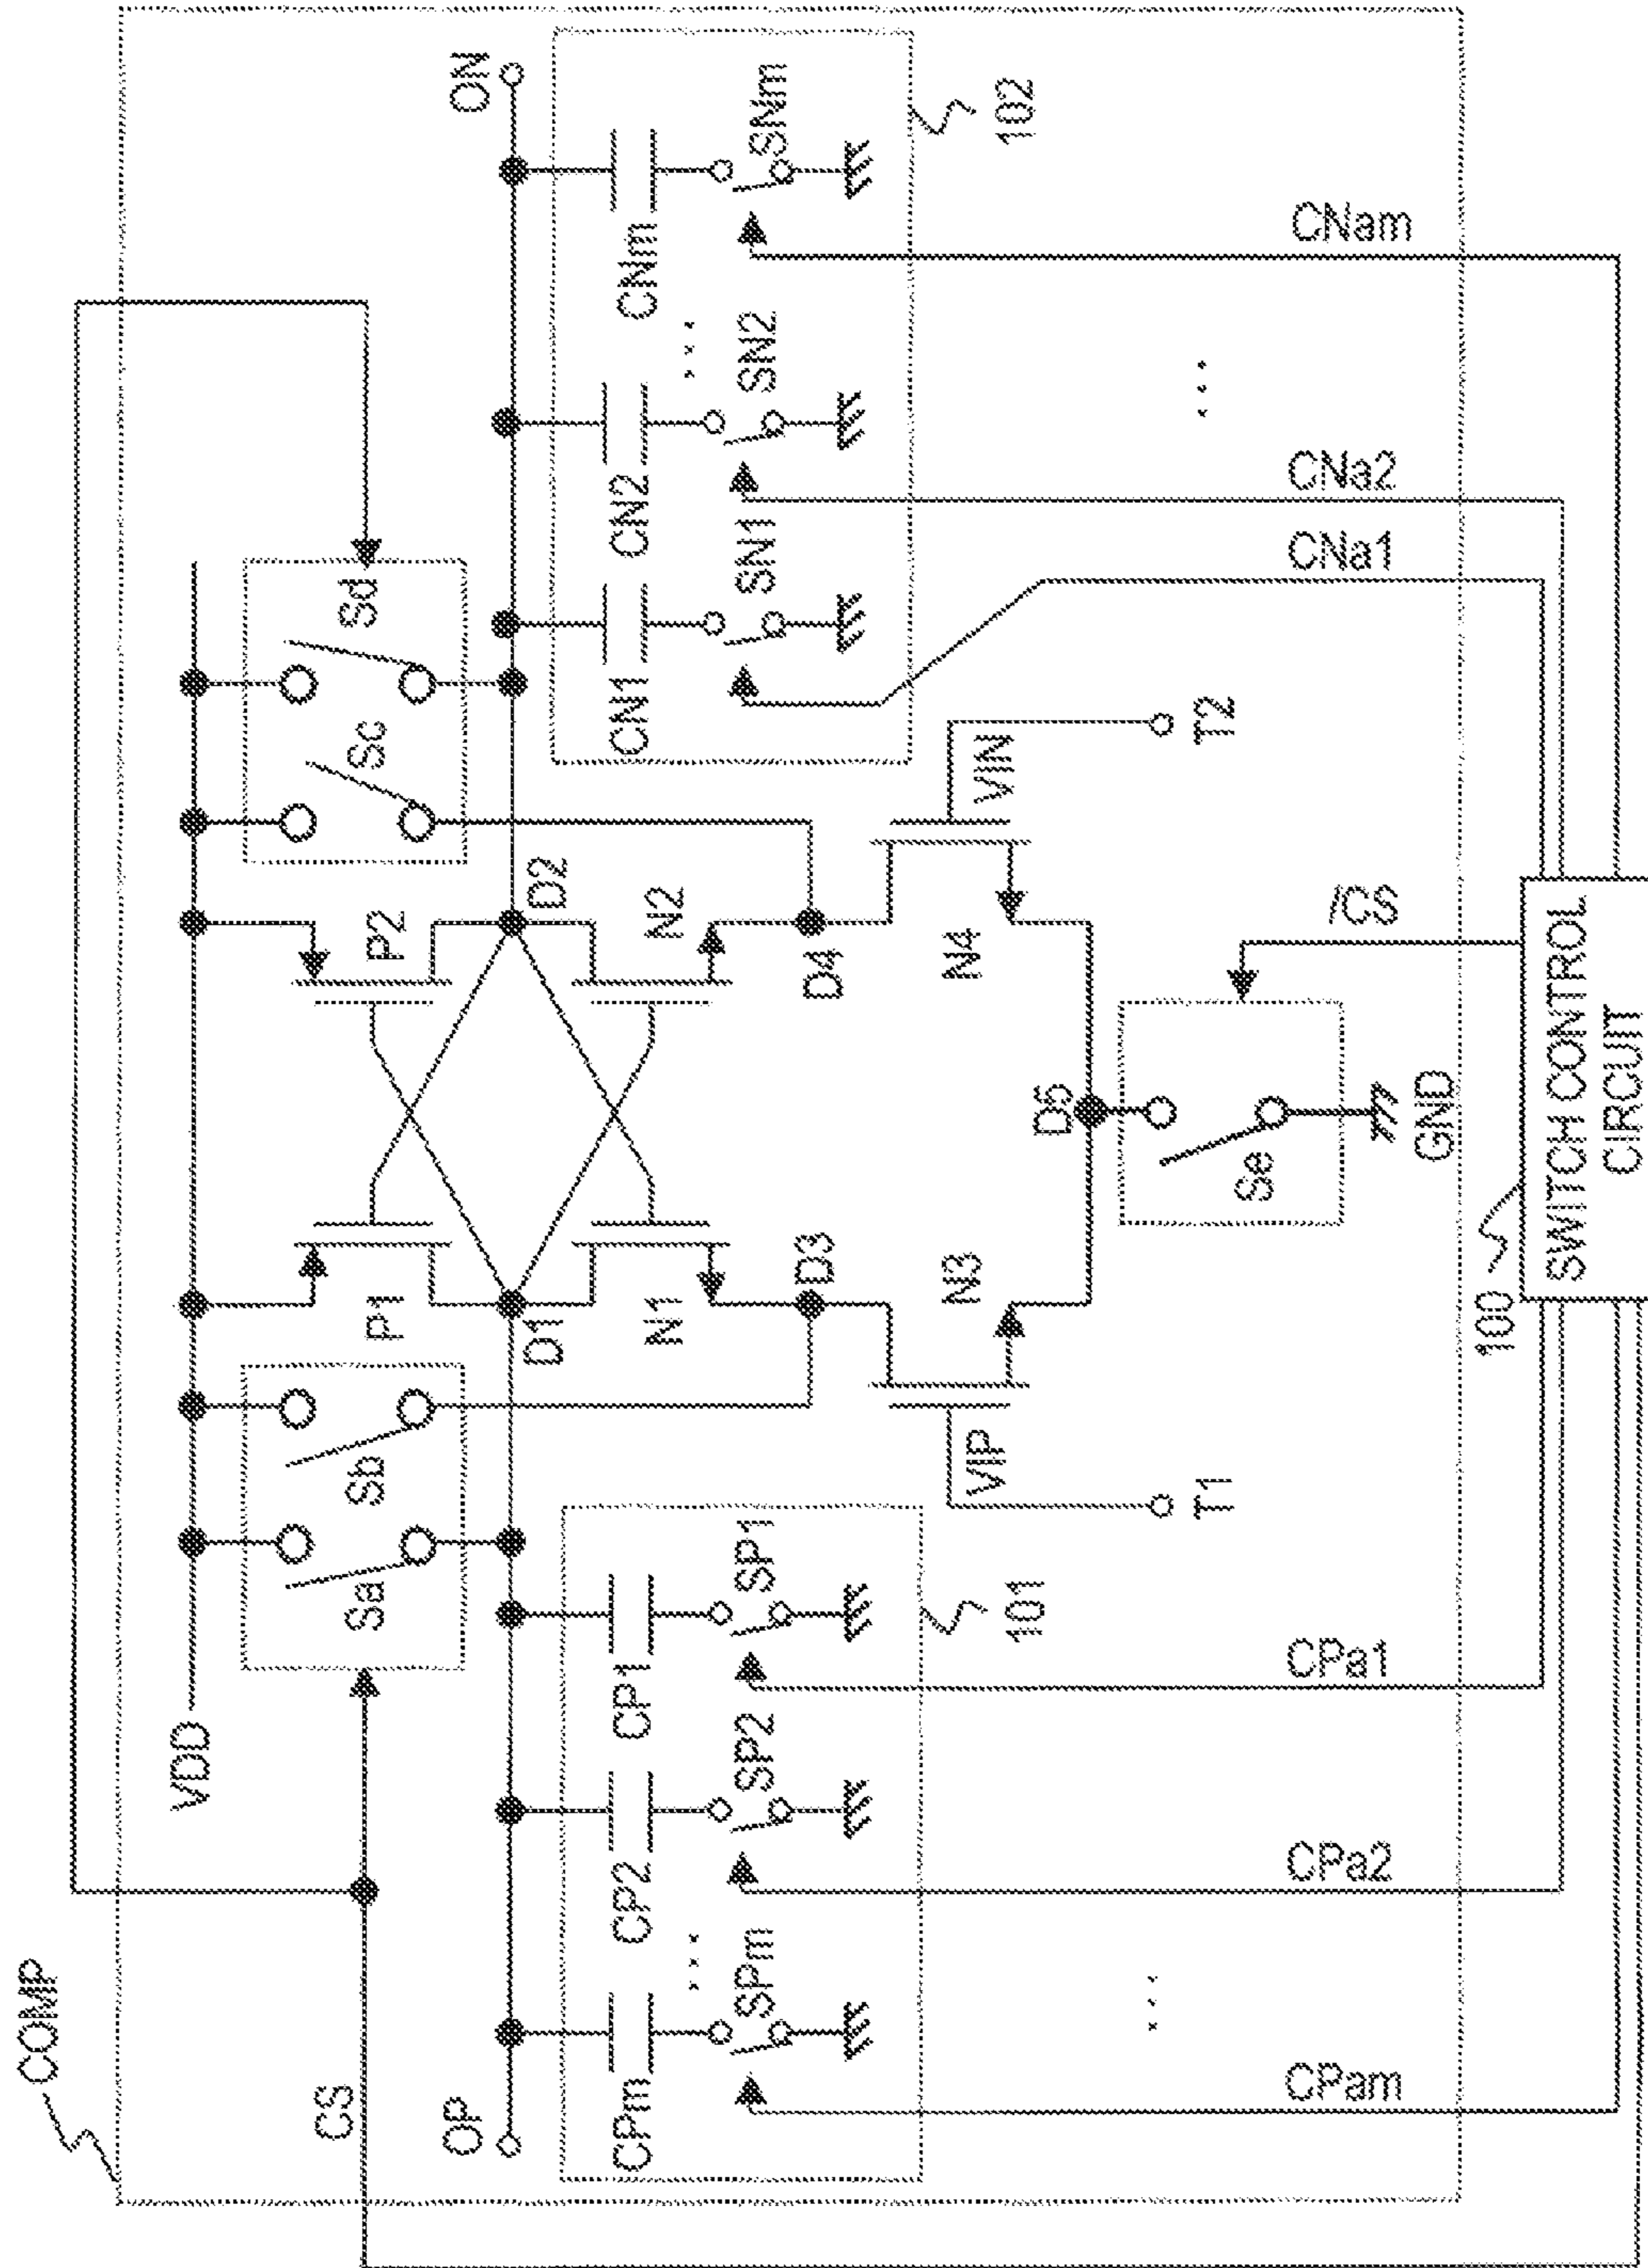 COMP
CS
VDD
Sa
Sb
Sc
Sd
P1
P2
OP
ON
D1
D2
N1
N2
CPm
CP2
CP1
...
SPm
SP2
SP1
101
CN1
CN2
CNm
...
SN1
SN2
SNm
102
D3
D4
VIP
VIN
N3
N4
T1
T2
D5
Se
GND
/CS
CPam
CPa2
CPa1
...
CNa1
CNa2
CNam
...
100
SWITCH CONTROL
CIRCUIT